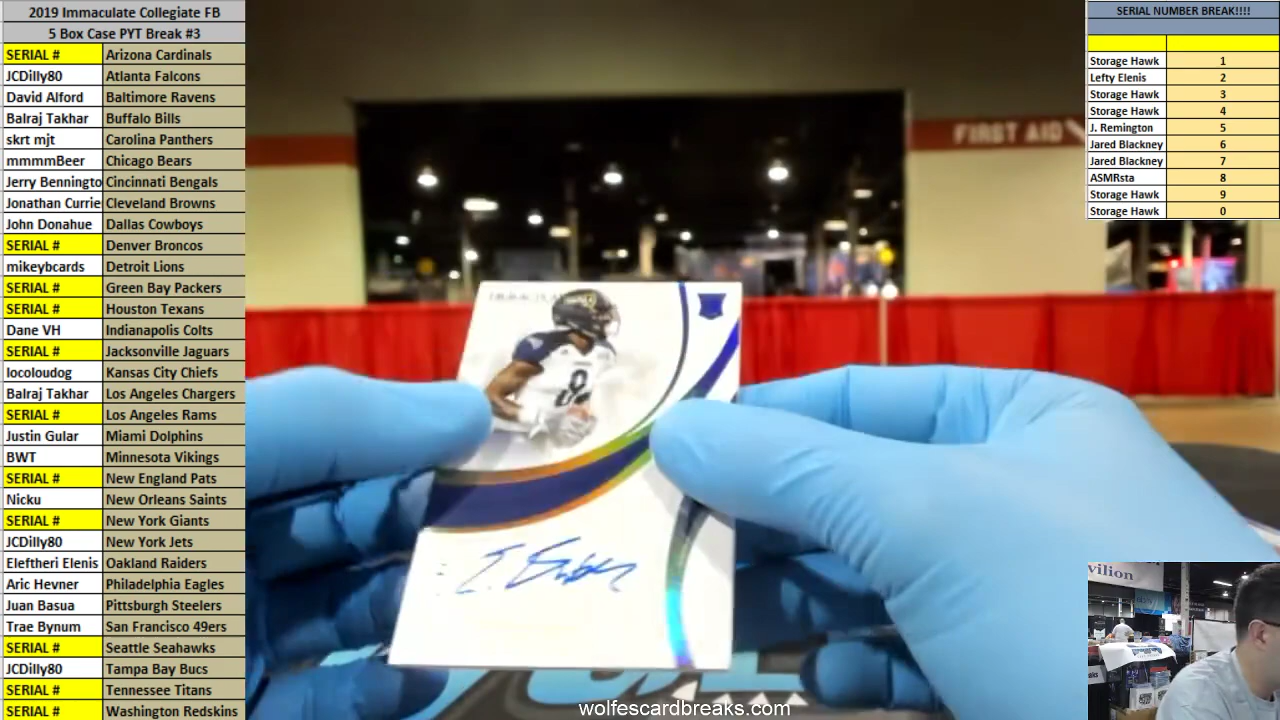 2019 Immaculate Collegiate FB
5 Box Case PYT Break #3
SERIAL # Arizona Cardinals
JCDilly80 Atlanta Falcons
David Alford Baltimore Ravens
Balraj Takhar Buffalo Bills
skrt mjt Carolina Panthers
mmmmBeer Chicago Bears
Jerry Benningto Cincinnati Bengals
Jonathan Currie Cleveland Browns
John Donahue Dallas Cowboys
SERIAL # Denver Broncos
mikeybcards Detroit Lions
SERIAL # Green Bay Packers
SERIAL # Houston Texans
Dane VH Indianapolis Colts
SERIAL # Jacksonville Jaguars
locoloudog Kansas City Chiefs
Balraj Takhar Los Angeles Chargers
SERIAL # Los Angeles Rams
Justin Gular Miami Dolphins
BWT Minnesota Vikings
SERIAL # New England Pats
Nicku New Orleans Saints
SERIAL # New York Giants
JCDilly80 New York Jets
Eleftheri Elenis Oakland Raiders
Aric Hevner Philadelphia Eagles
Juan Basua Pittsburgh Steelers
Trae Bynum San Francisco 49ers
SERIAL # Seattle Seahawks
JCDilly80 Tampa Bay Bucs
SERIAL # Tennessee Titans
SERIAL # Washington Redskins
SERIAL NUMBER BREAK!!!!
Storage Hawk 1
Lefty Elenis 2
Storage Hawk 3
Storage Hawk 4
J. Remington 5
Jared Blackney 6
Jared Blackney 7
ASMRsta 8
Storage Hawk 9
Storage Hawk 0
FIRST AID
8
vilion
wolfescardbreaks.com